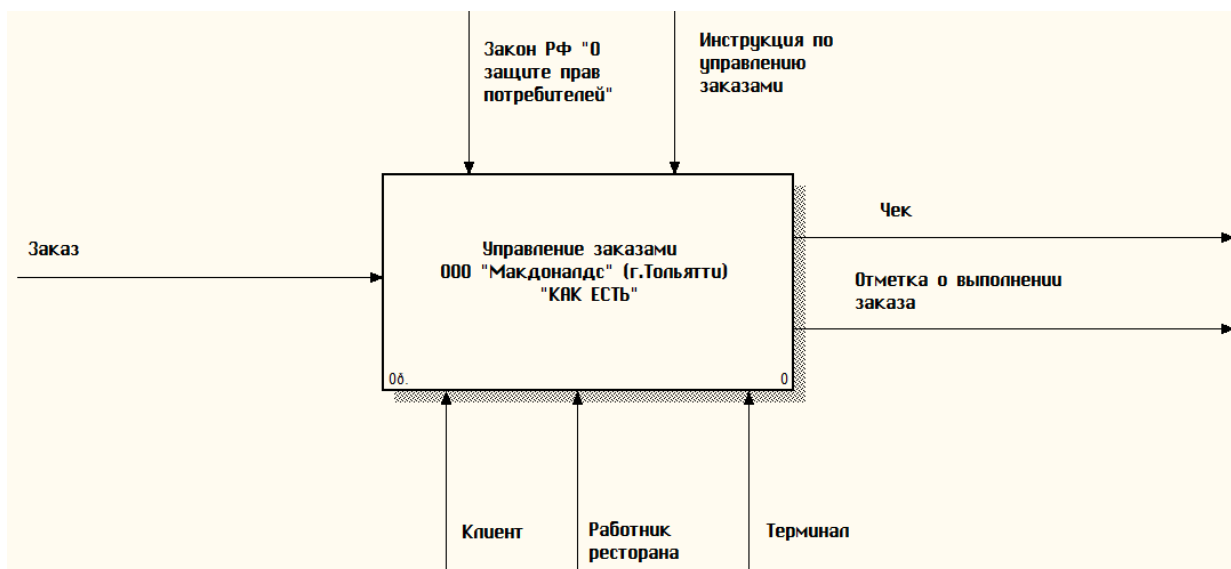 Закон РФ "О
защите прав
потребителей"
Инструкция по
управлению
заказами
Заказ
Управление заказами
ООО "Макдоналдс" (г.Тольятти)
"КАК ЕСТЬ"
0р.
0
Чек
Отметка о выполнении
заказа
Клиент
Работник
ресторана
Терминал